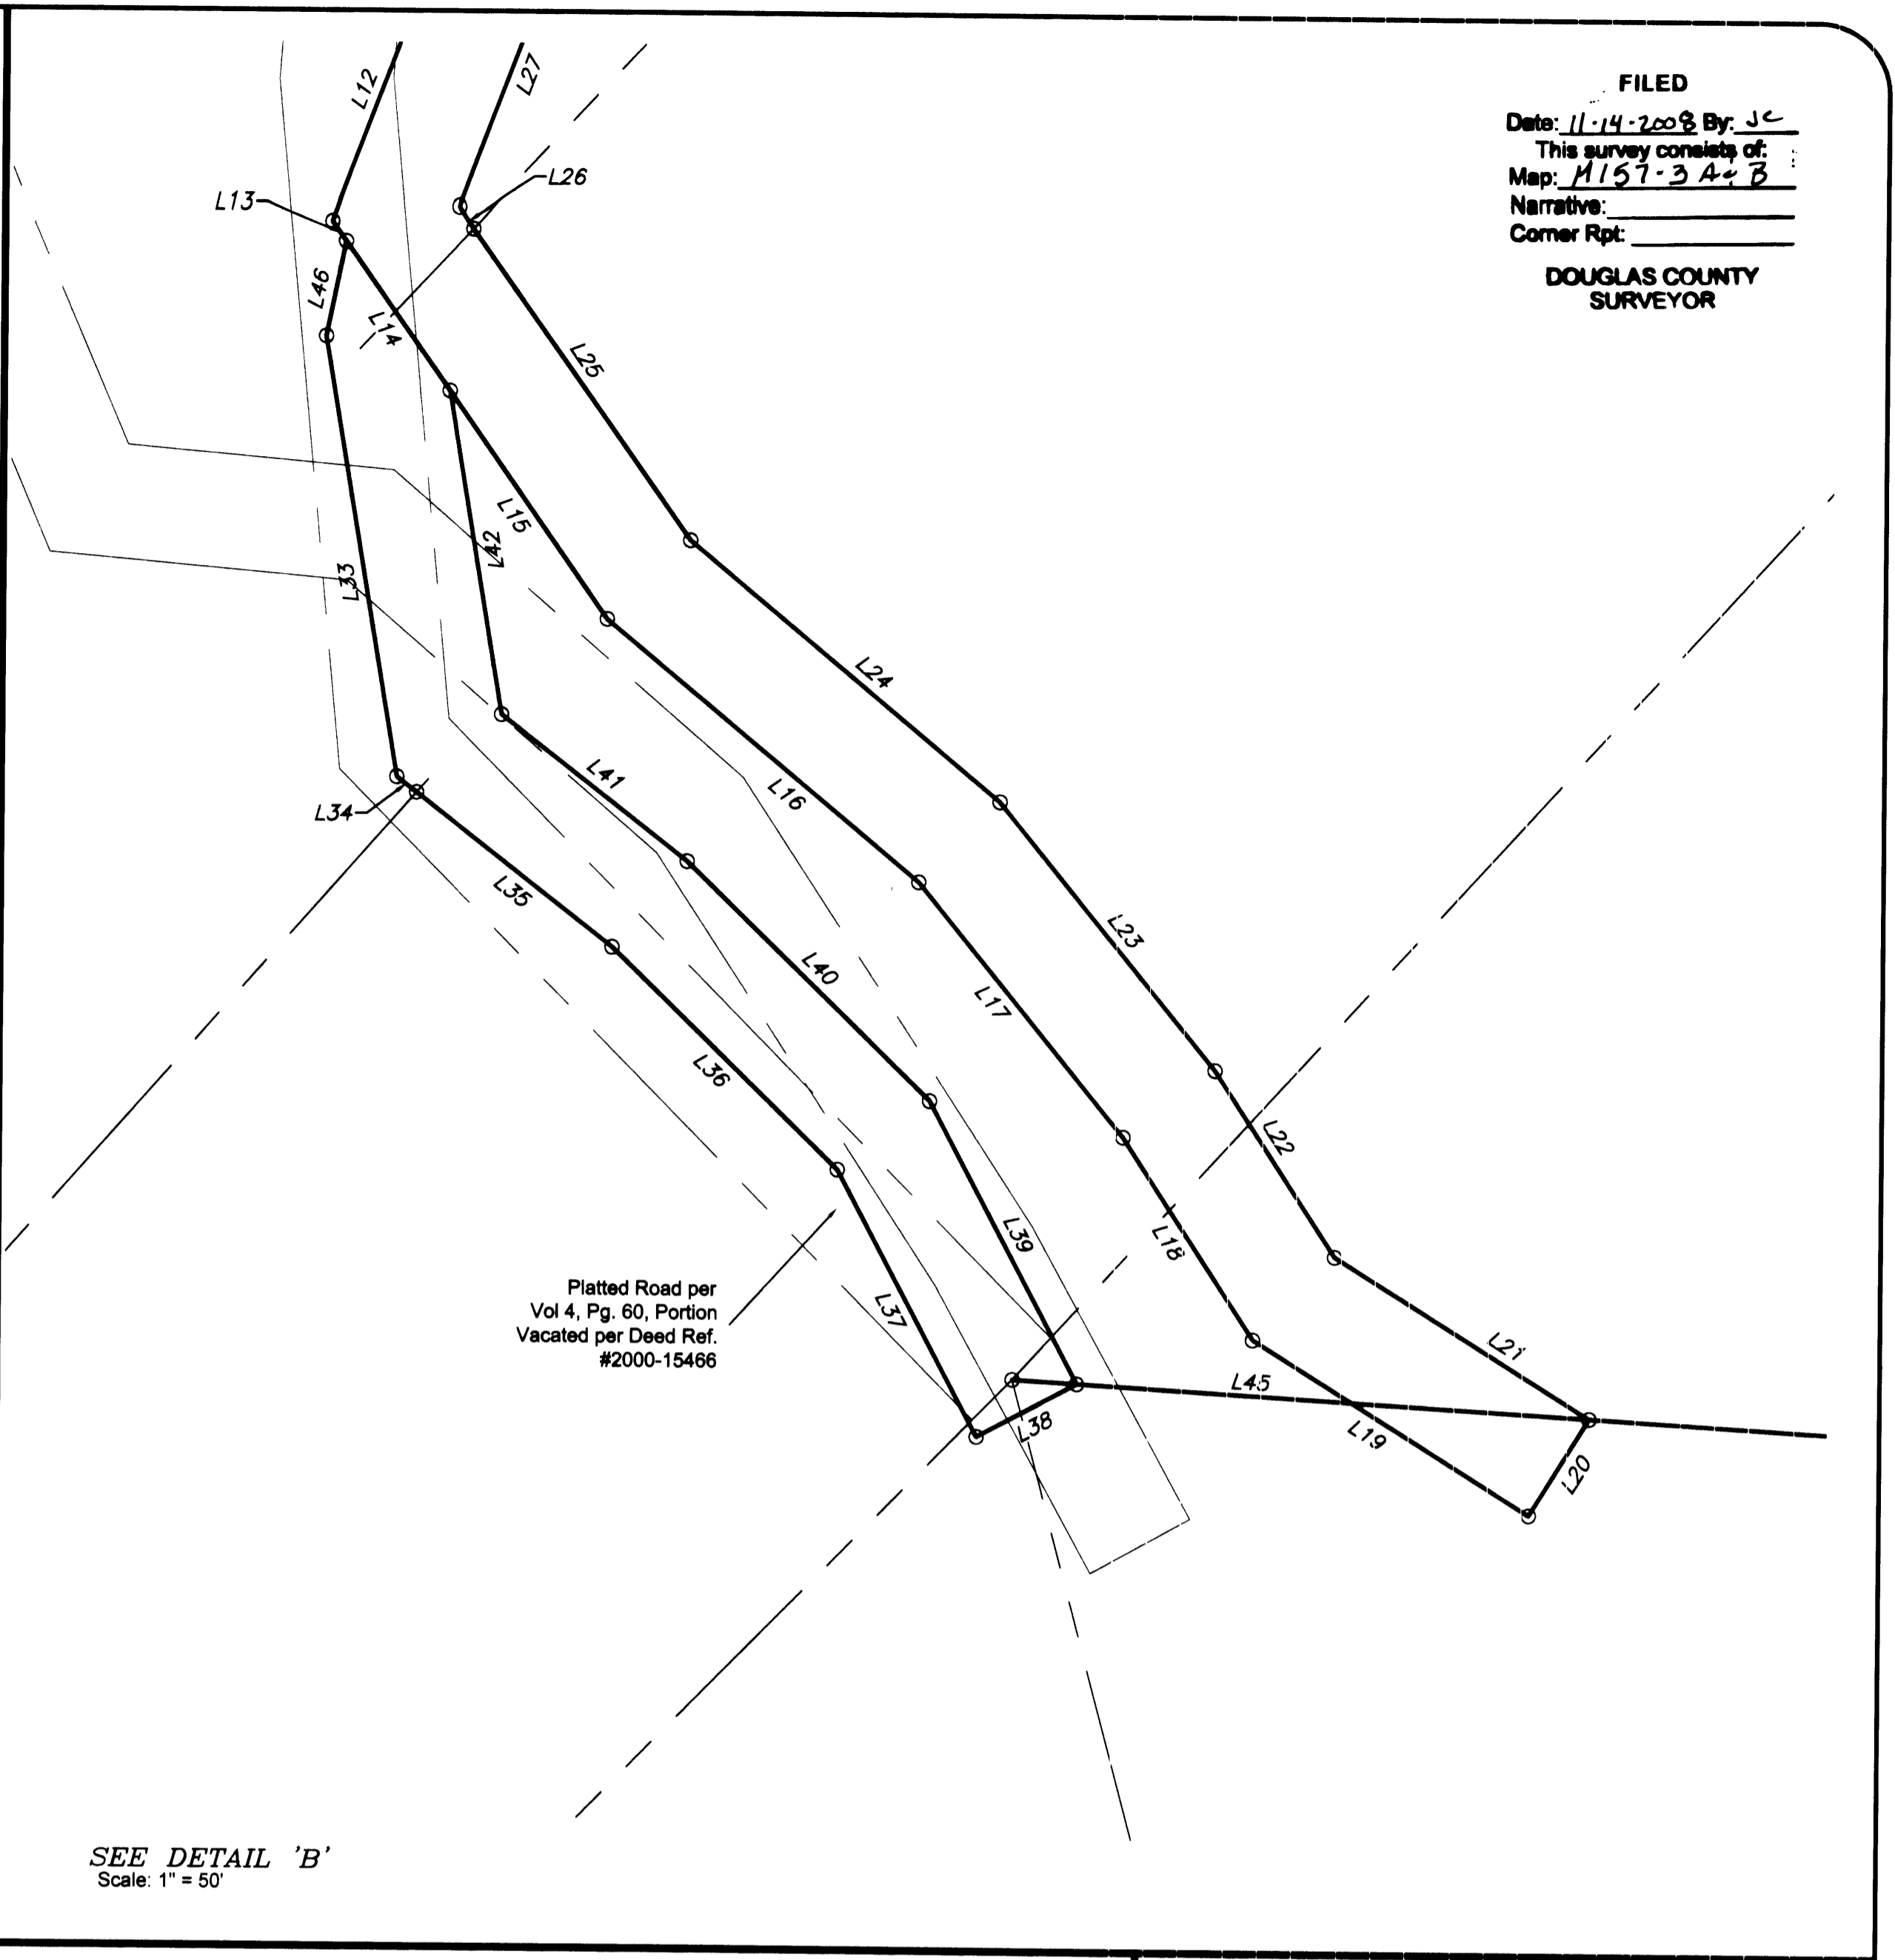 FILED
Date: 11-14-2008 By: JC
This survey consists of:
Map: M157-3 A & B
Narrative:
Corner Rpt:
DOUGLAS COUNTY
SURVEYOR
L12
L27
L26
L13
L46
L14
L25
L15
L42
L33
L24
L16
L41
L34
L35
L23
L40
L17
L36
L22
L18
L39
L37
L21
L45
L19
L38
L20
Platted Road per
Vol 4, Pg. 60, Portion
Vacated per Deed Ref.
#2000-15466
SEE DETAIL 'B'
Scale: 1" = 50'